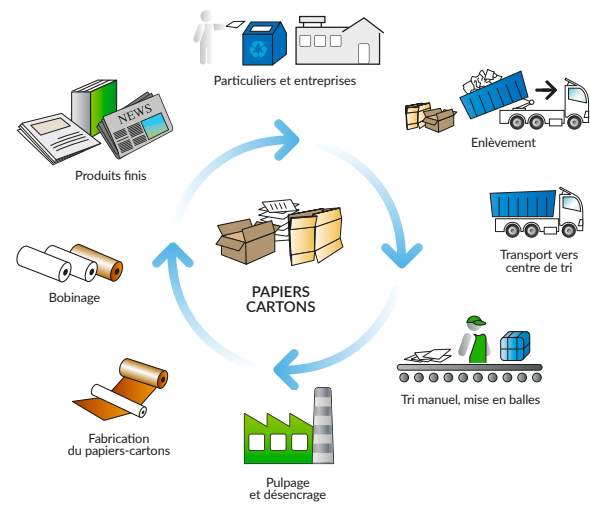 Particuliers et entreprises
Enlèvement
Transport vers
centre de tri
Tri manuel, mise en balles
Pulpage
et désencrage
Fabrication
du papiers-cartons
Bobinage
Produits finis
NEWS
PAPIERS
CARTONS